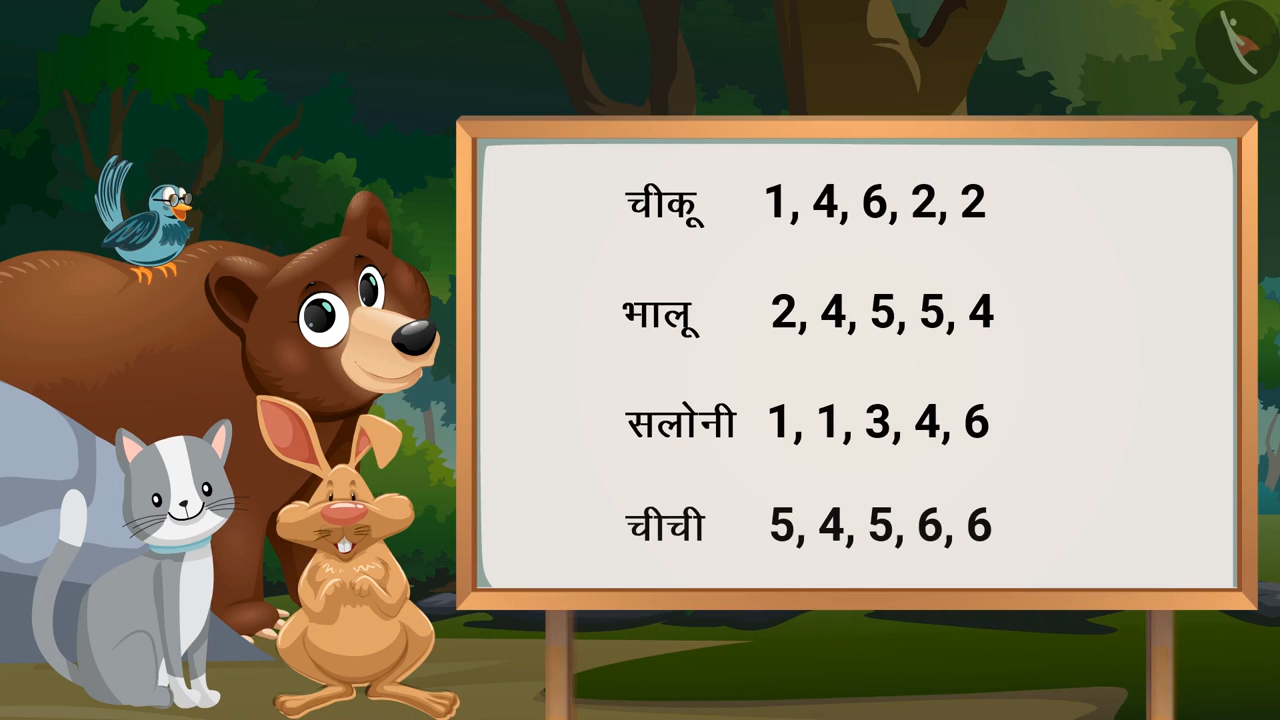 चीकू 1, 4, 6, 2, 2
भालू 2, 4, 5, 5, 4
सलोनी 1, 1, 3, 4, 6
चीची 5, 4, 5, 6, 6